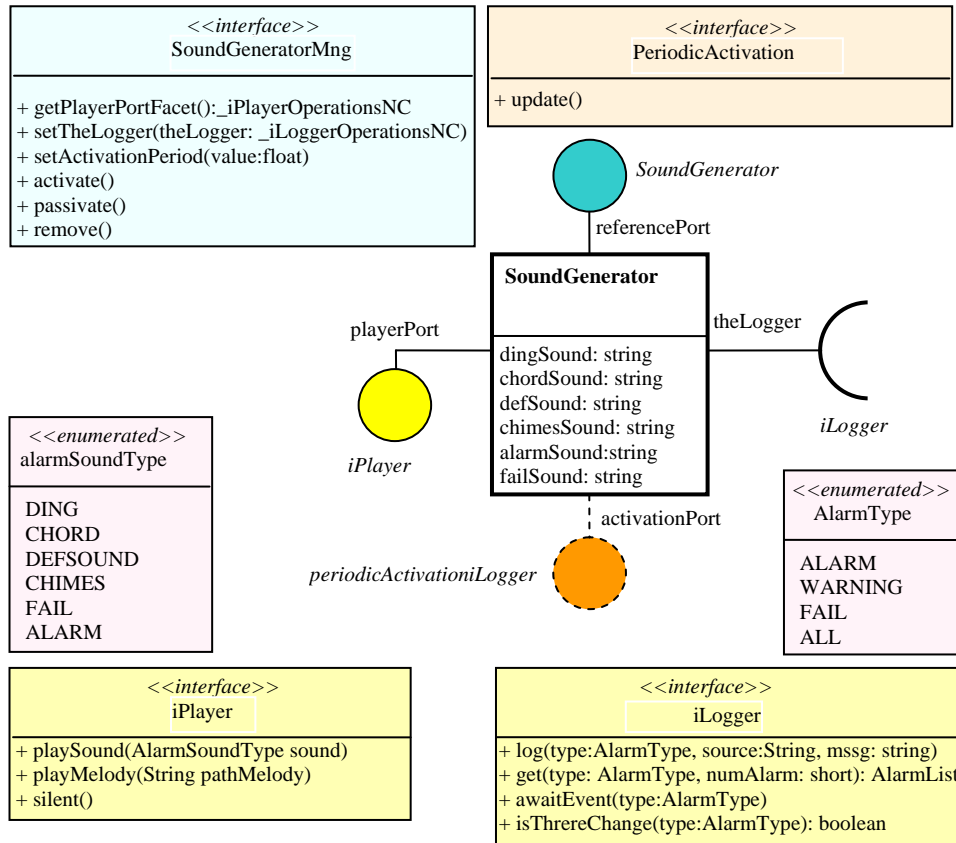 <<interface>>
SoundGeneratorMng
+ getPlayerPortFacet():_iPlayerOperationsNC
+ setTheLogger(theLogger: _iLoggerOperationsNC)
+ setActivationPeriod(value:float)
+ activate()
+ passivate()
+ remove()
<<interface>>
PeriodicActivation
+ update()
SoundGenerator
referencePort
SoundGenerator
dingSound: string
chordSound: string
defSound: string
chimesSound: string
alarmSound:string
failSound: string
playerPort
iPlayer
theLogger
iLogger
activationPort
periodicActivationiLogger
<<enumerated>>
alarmSoundType
DING
CHORD
DEFSOUND
CHIMES
FAIL
ALARM
<<enumerated>>
AlarmType
ALARM
WARNING
FAIL
ALL
<<interface>>
iPlayer
+ playSound(AlarmSoundType sound)
+ playMelody(String pathMelody)
+ silent()
<<interface>>
iLogger
+ log(type:AlarmType, source:String, mssg: string)
+ get(type: AlarmType, numAlarm: short): AlarmList
+ awaitEvent(type:AlarmType)
+ isThrereChange(type:AlarmType): boolean